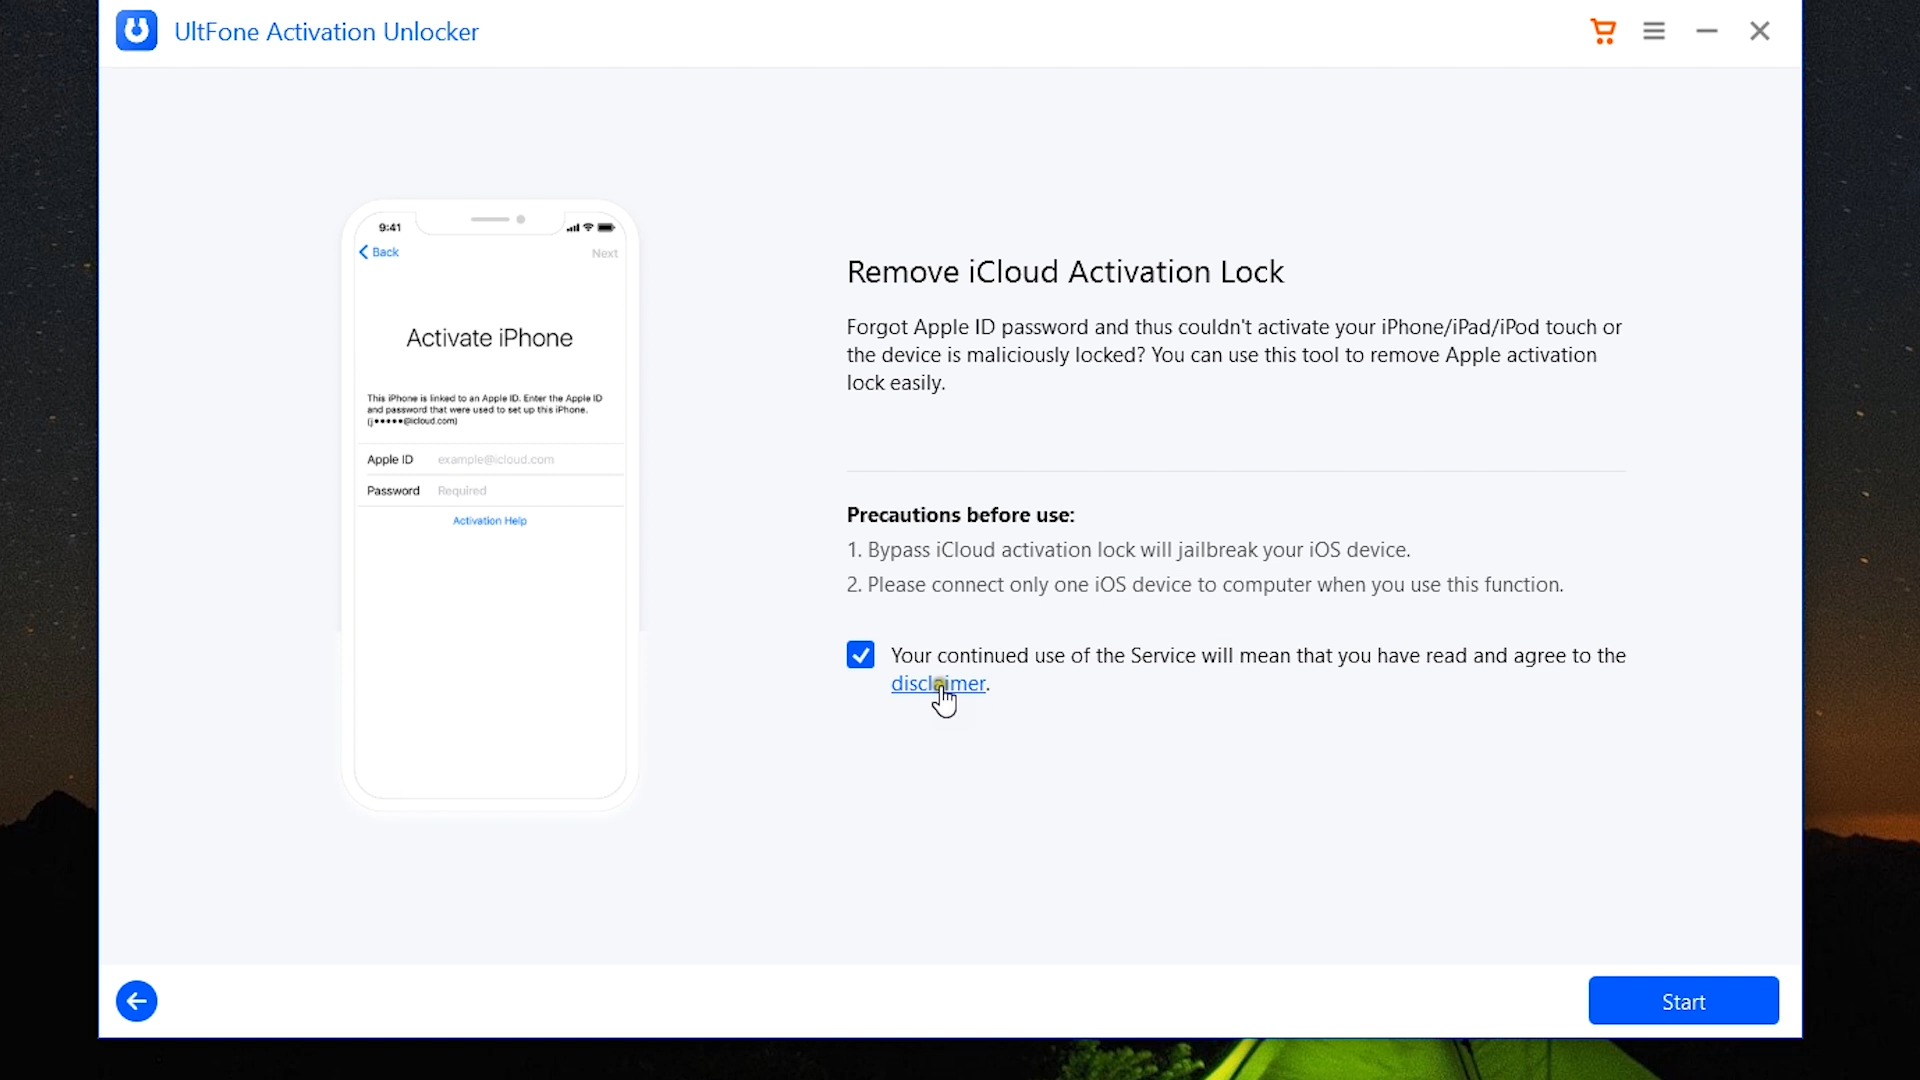 UltFone Activation Unlocker
9:41
Back
Next
Activate iPhone
This iPhone is linked to an Apple ID. Enter the Apple ID
and password that were used to set up this iPhone.
(j●●●●●@icloud.com)
Apple ID example@icloud.com
Password Required
Activation Help
Remove iCloud Activation Lock
Forgot Apple ID password and thus couldn't activate your iPhone/iPad/iPod touch or
the device is maliciously locked? You can use this tool to remove Apple activation
lock easily.
Precautions before use:
1. Bypass iCloud activation lock will jailbreak your iOS device.
2. Please connect only one iOS device to computer when you use this function.
Your continued use of the Service will mean that you have read and agree to the
disclaimer.
Start